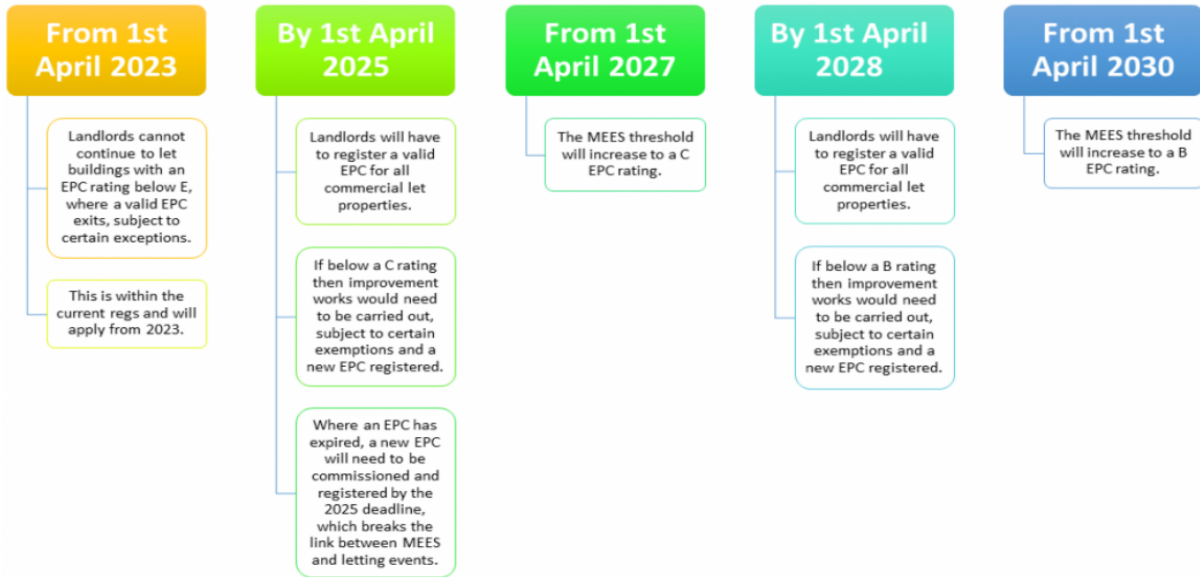 From 1st
April 2023
Landlords cannot
continue to let
buildings with an
EPC rating below E,
where a valid EPC
exits, subject to
certain exceptions.
This is within the
current regs and will
apply from 2023.
By 1st April
2025
Landlords will have
to register a valid
EPC for all
commercial let
properties.
If below a C rating
then improvement
works would need
to be carried out,
subject to certain
exemptions and a
new EPC registered.
Where an EPC has
expired, a new EPC
will need to be
commissioned and
registered by the
2025 deadline,
which breaks the
link between MEES
and letting events.
From 1st
April 2027
The MEES threshold
will increase to a C
EPC rating.
By 1st April
2028
Landlords will have
to register a valid
EPC for all
commercial let
properties.
If below a B rating
then improvement
works would need
to be carried out,
subject to certain
exemptions and a
new EPC registered.
From 1st
April 2030
The MEES threshold
will increase to a B
EPC rating.